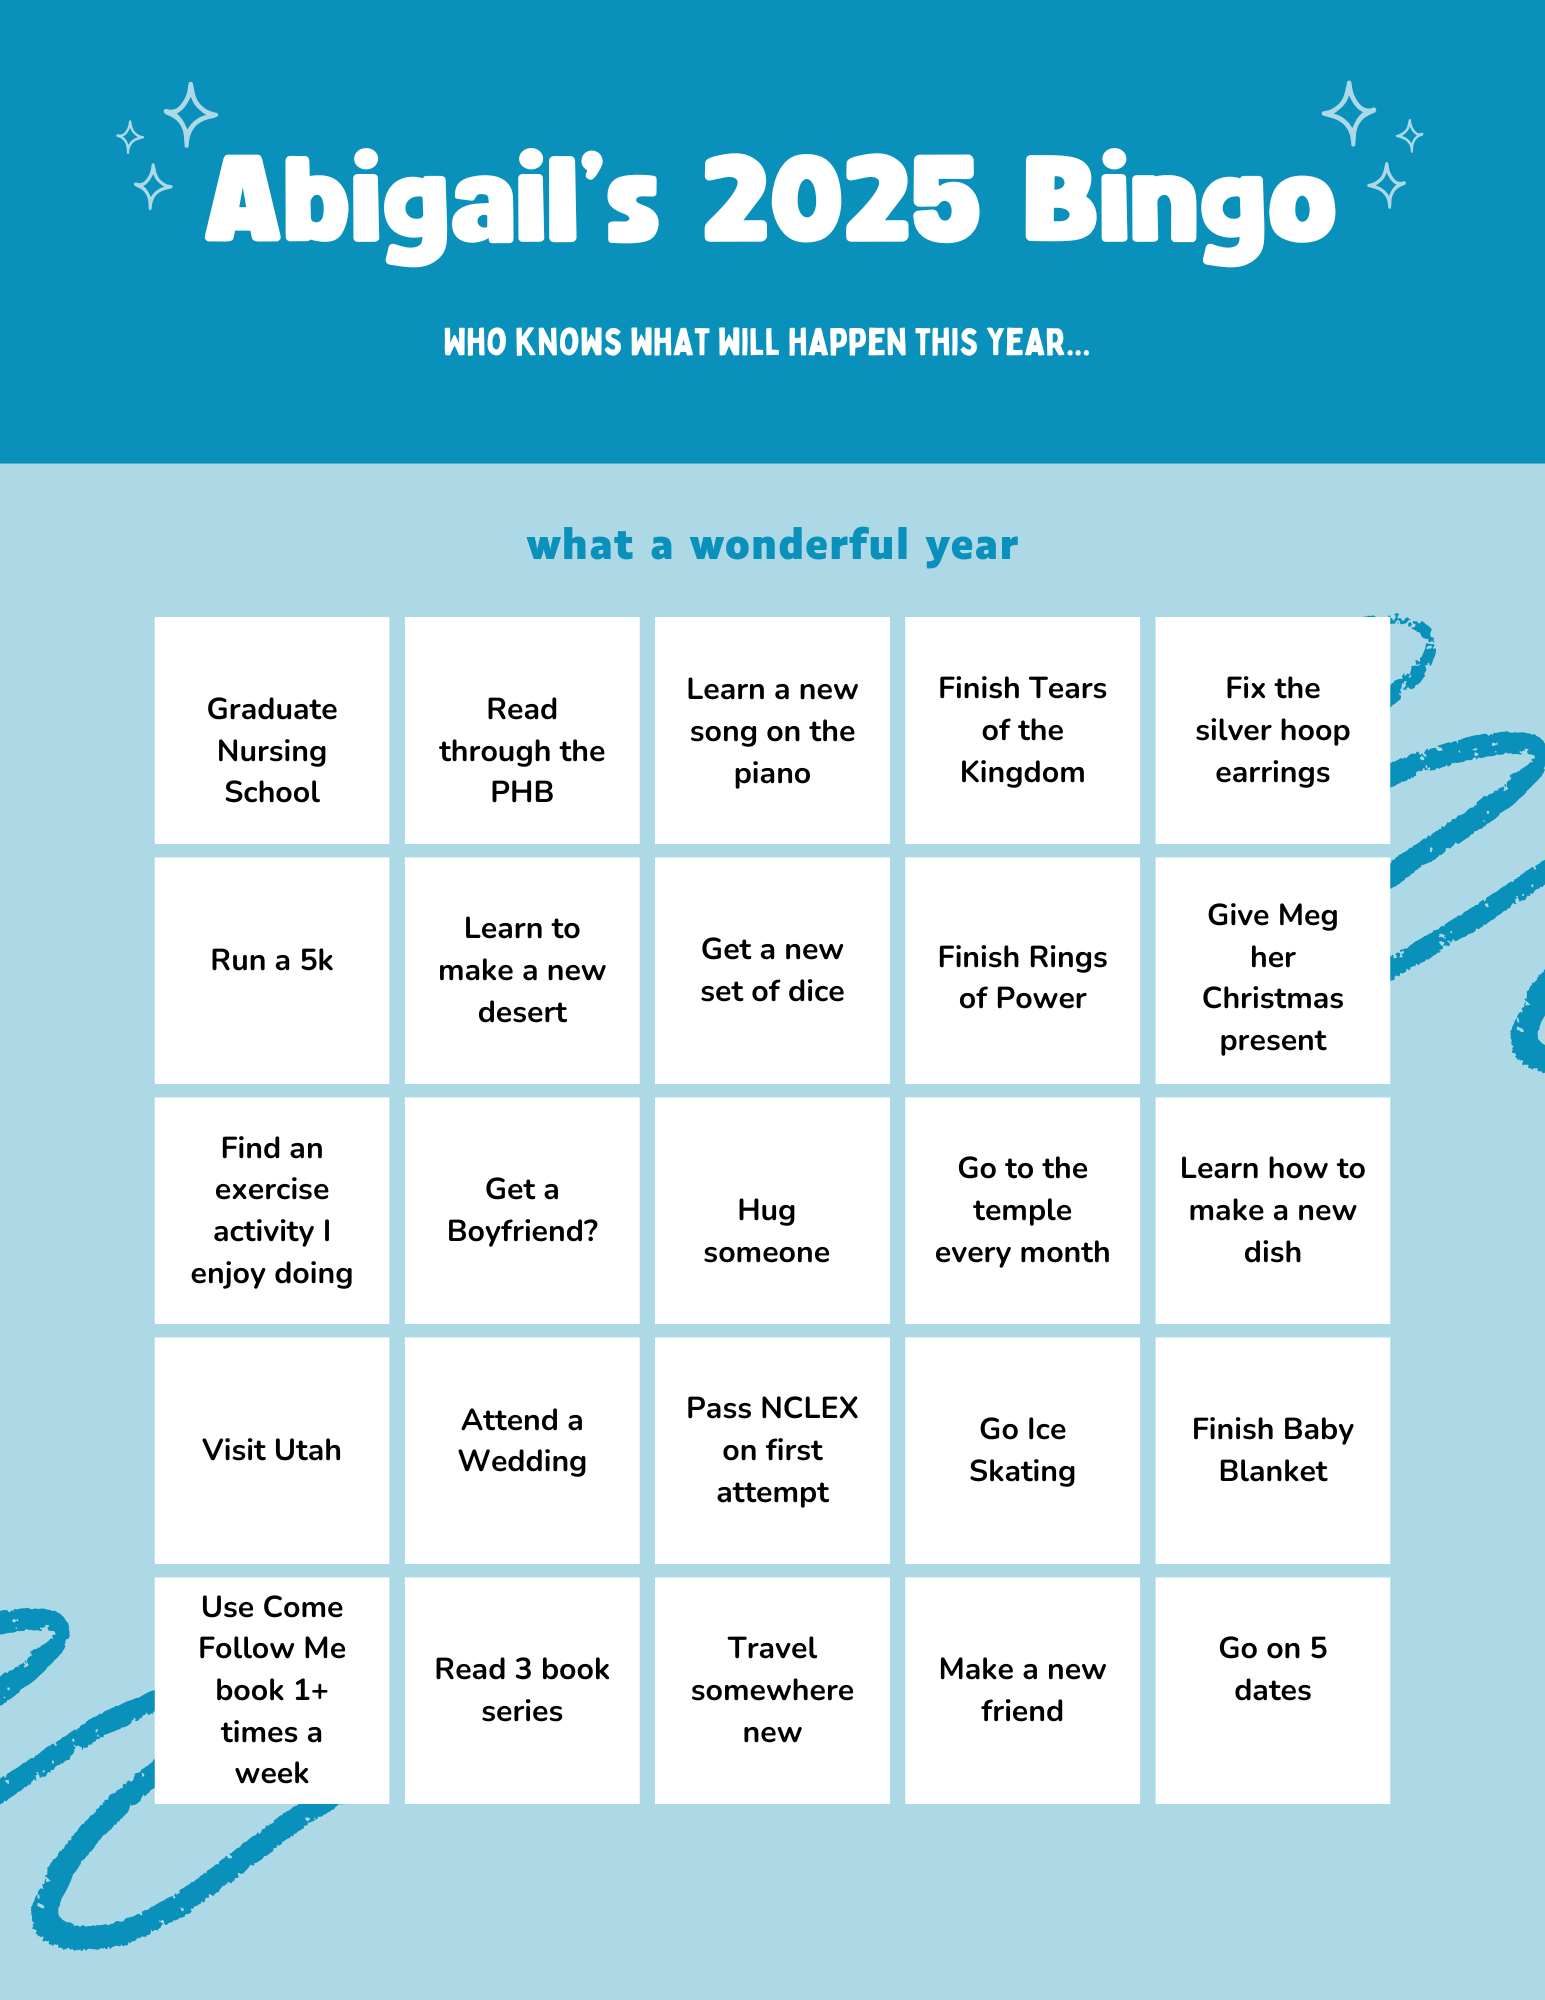 Abigail's 2025 Bingo
WHO KNOWS WHAT WILL HAPPEN THIS YEAR...
what a wonderful year
Graduate
Nursing
School
Read
through the
PHB
Learn a new
song on the
piano
Finish Tears
of the
Kingdom
Fix the
silver hoop
earrings
Run a 5k
Learn to
make a new
desert
Get a new
set of dice
Finish Rings
of Power
Give Meg
her
Christmas
present
Find an
exercise
activity I
enjoy doing
Get a
Boyfriend?
Hug
someone
Go to the
temple
every month
Learn how to
make a new
dish
Visit Utah
Attend a
Wedding
Pass NCLEX
on first
attempt
Go Ice
Skating
Finish Baby
Blanket
Use Come
Follow Me
book 1+
times a
week
Read 3 book
series
Travel
somewhere
new
Make a new
friend
Go on 5
dates